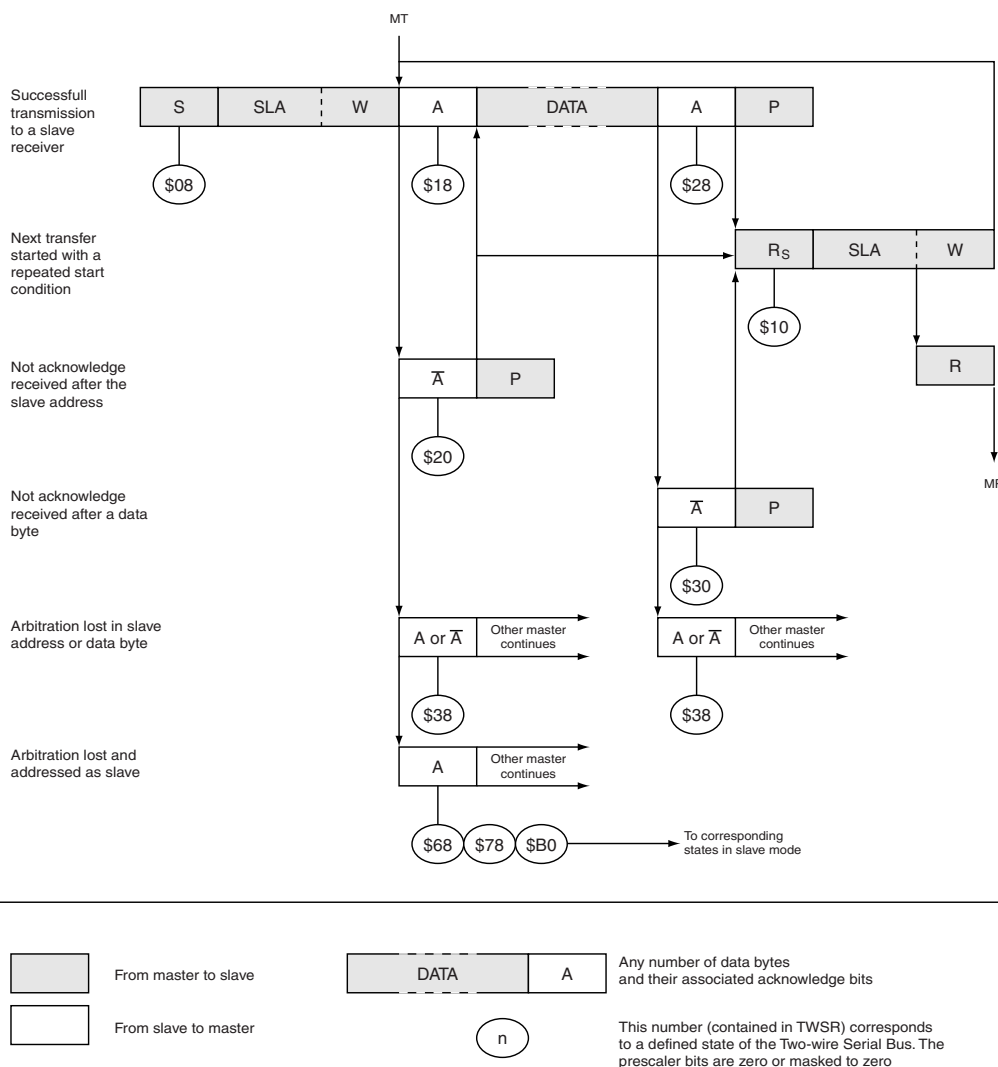 MT
Successfull
transmission
to a slave
receiver
S SLA W A DATA A P
$08 $18 $28
Next transfer
started with a
repeated start
condition
RS SLA W
$10
Not acknowledge
received after the
slave address
A̅ P
R
$20
MR
Not acknowledge
received after a data
byte
A̅ P
$30
Arbitration lost in slave
address or data byte
A or A̅ Other master
continues
A or A̅ Other master
continues
$38 $38
Arbitration lost and
addressed as slave
A Other master
continues
$68 $78 $B0 To corresponding
states in slave mode
From master to slave
DATA A Any number of data bytes
and their associated acknowledge bits
From slave to master
n This number (contained in TWSR) corresponds
to a defined state of the Two-wire Serial Bus. The
prescaler bits are zero or masked to zero